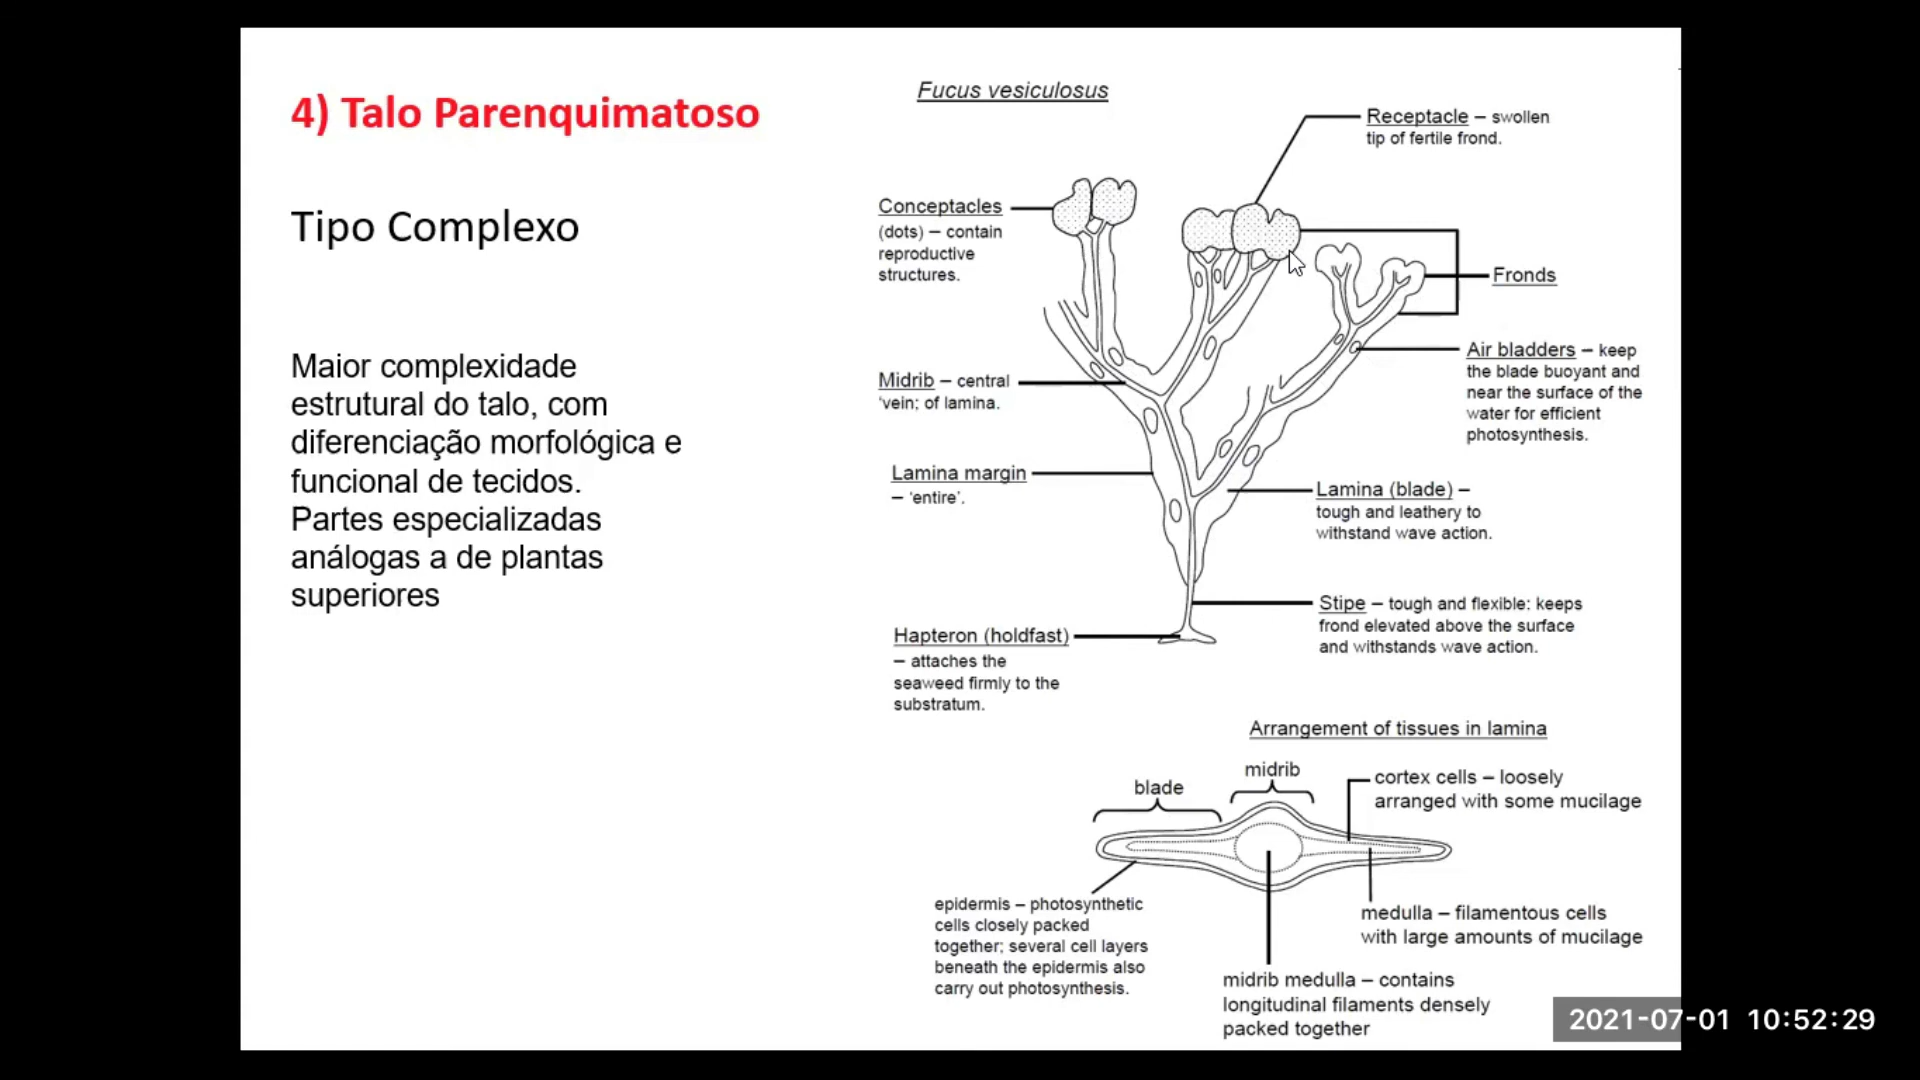 4) Talo Parenquimatoso
Tipo Complexo
Maior complexidade
estrutural do talo, com
diferenciação morfológica e
funcional de tecidos.
Partes especializadas
análogas a de plantas
superiores
Fucus vesiculosus
Receptacle – swollen
tip of fertile frond.
Conceptacles
(dots) – contain
reproductive
structures.
Fronds
Air bladders – keep
the blade buoyant and
near the surface of the
water for efficient
photosynthesis.
Midrib – central
'vein; of lamina.
Lamina margin
– 'entire'.
Lamina (blade) –
tough and leathery to
withstand wave action.
Stipe – tough and flexible: keeps
frond elevated above the surface
and withstands wave action.
Hapteron (holdfast)
– attaches the
seaweed firmly to the
substratum.
Arrangement of tissues in lamina
blade
midrib
cortex cells – loosely
arranged with some mucilage
epidermis – photosynthetic
cells closely packed
together; several cell layers
beneath the epidermis also
carry out photosynthesis.
medulla – filamentous cells
with large amounts of mucilage
midrib medulla – contains
longitudinal filaments densely
packed together
2021-07-01 10:52:29